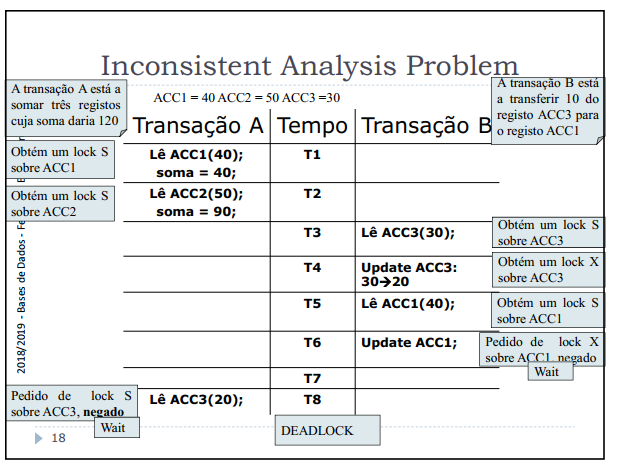 Inconsistent Analysis Problem
A transação A está a
somar três registos
cuja soma daria 120
ACC1 = 40 ACC2 = 50 ACC3 =30
A transação B está
a transferir 10 do
registo ACC3 para
o registo ACC1
Transação A Tempo Transação B
Obtém um lock S
sobre ACC1
Lê ACC1(40);
soma = 40;
T1
Obtém um lock S
sobre ACC2
Lê ACC2(50);
soma = 90;
T2
T3
Lê ACC3(30);
Obtém um lock S
sobre ACC3
T4
Update ACC3:
30→20
Obtém um lock X
sobre ACC3
T5
Lê ACC1(40);
Obtém um lock S
sobre ACC1
T6
Update ACC1;
Pedido de lock X
sobre ACC1, negado
Wait
T7
Pedido de lock S
sobre ACC3, negado
Wait
Lê ACC3(20);
T8
DEADLOCK
2018/2019 - Bases de Dados - Fe
18